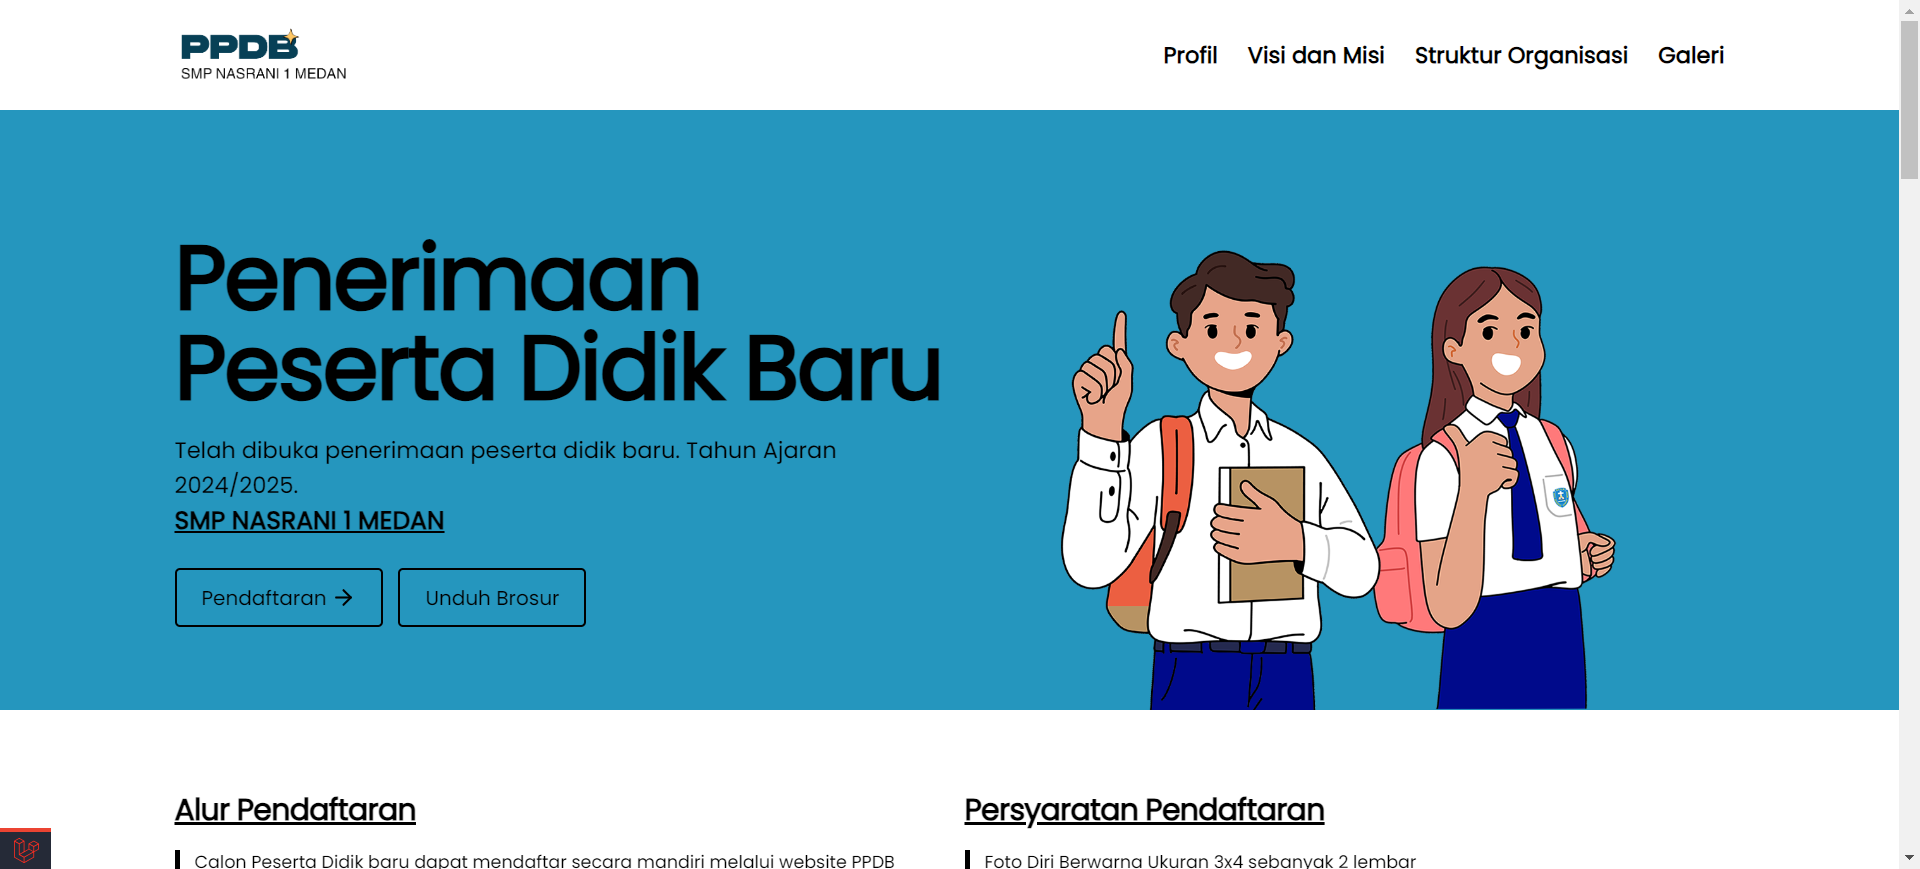 PPDB
SMP NASRANI 1 MEDAN
Profil
Visi dan Misi
Struktur Organisasi
Galeri
Penerimaan
Peserta Didik Baru
Telah dibuka penerimaan peserta didik baru. Tahun Ajaran
2024/2025.
SMP NASRANI 1 MEDAN
Pendaftaran →
Unduh Brosur
Alur Pendaftaran
Calon Peserta Didik baru dapat mendaftar secara mandiri melalui website PPDB
Persyaratan Pendaftaran
Foto Diri Berwarna Ukuran 3x4 sebanyak 2 lembar